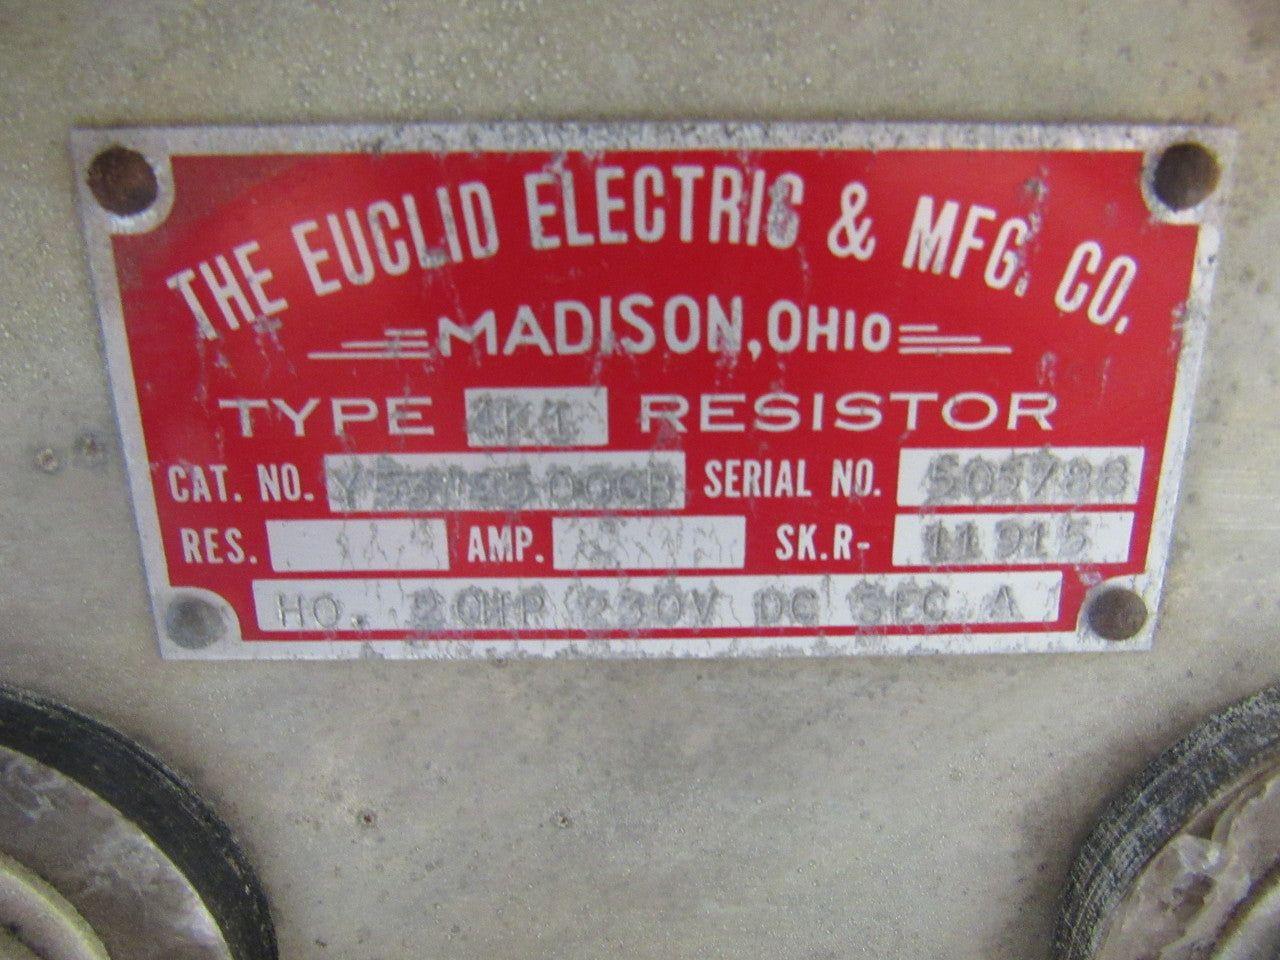 THE EUCLID ELECTRIC & MFG. CO.
MADISON, OHIO
TYPE RESISTOR
CAT. NO. SERIAL NO. 505788
RES. AMP. SK.R- 11915
HO. 20HP 230V DC SEC A